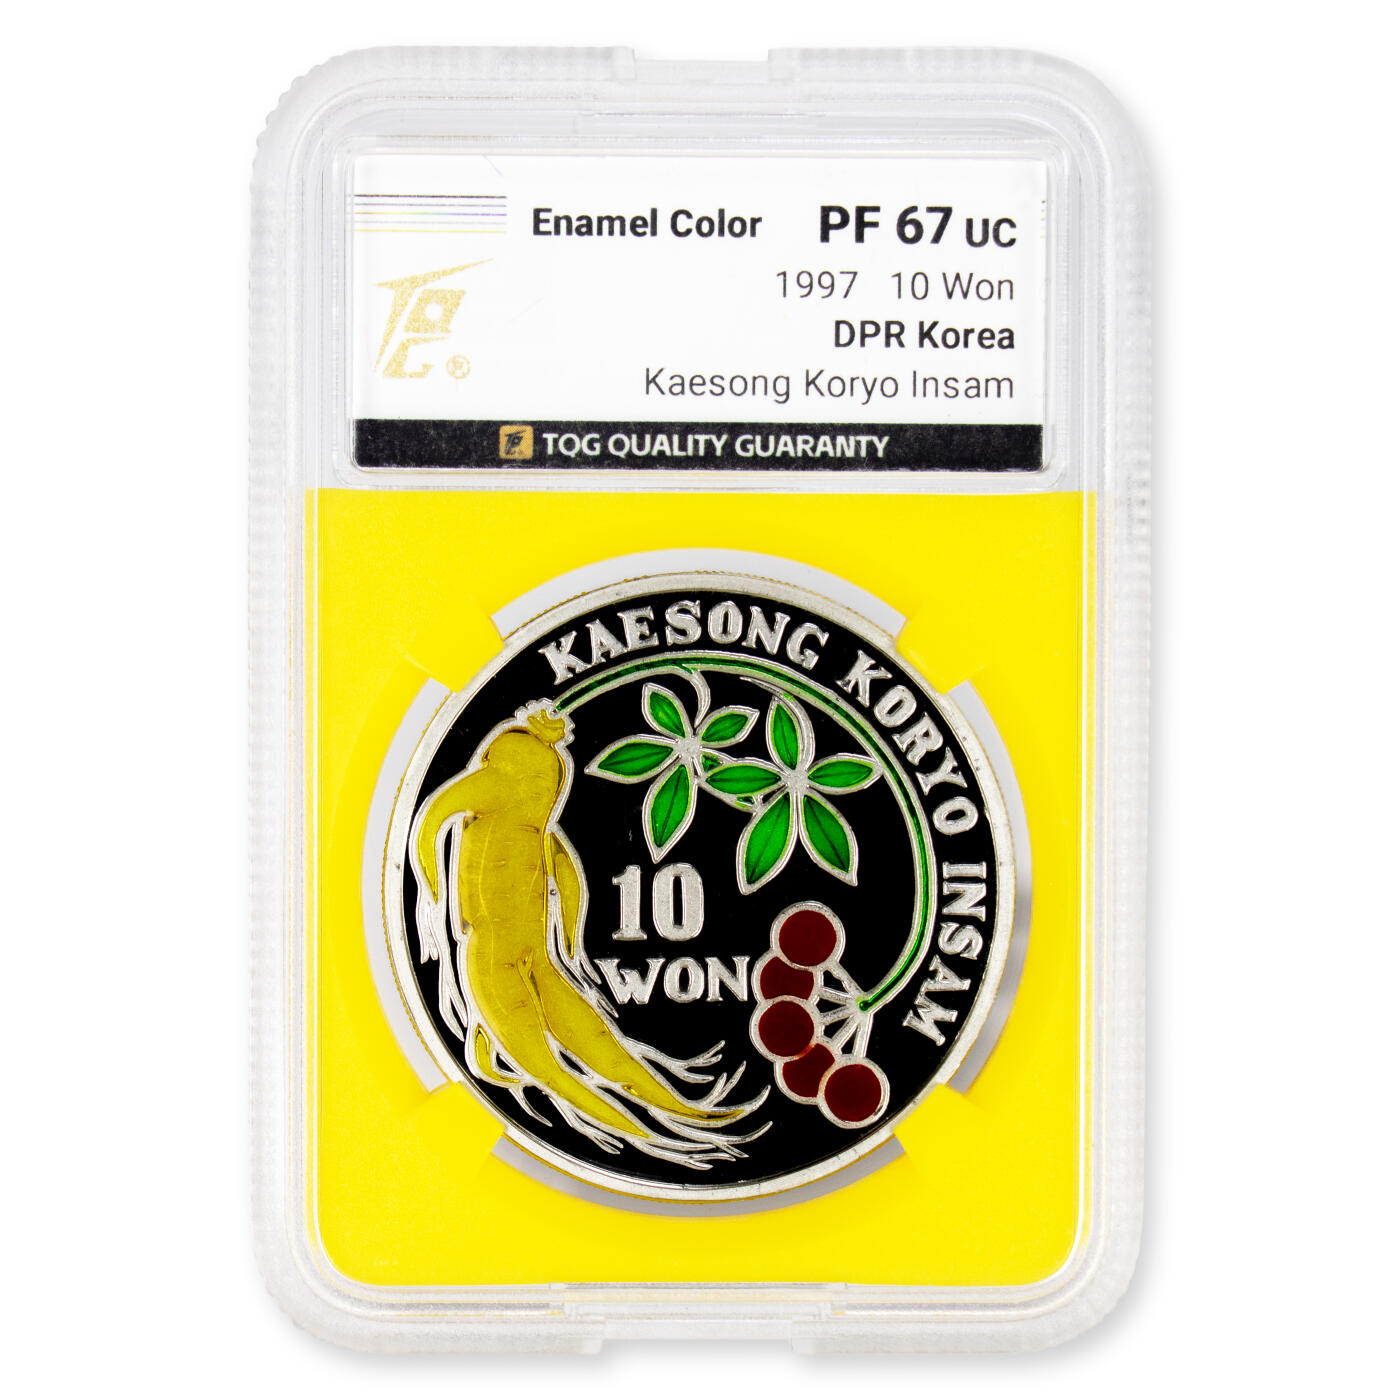 Enamel Color PF 67 UC
1997 10 Won
DPR Korea
Kaesong Koryo Insam
TQG
®
TQG QUALITY GUARANTY
KAESONG KORYO INSAM
10
WON